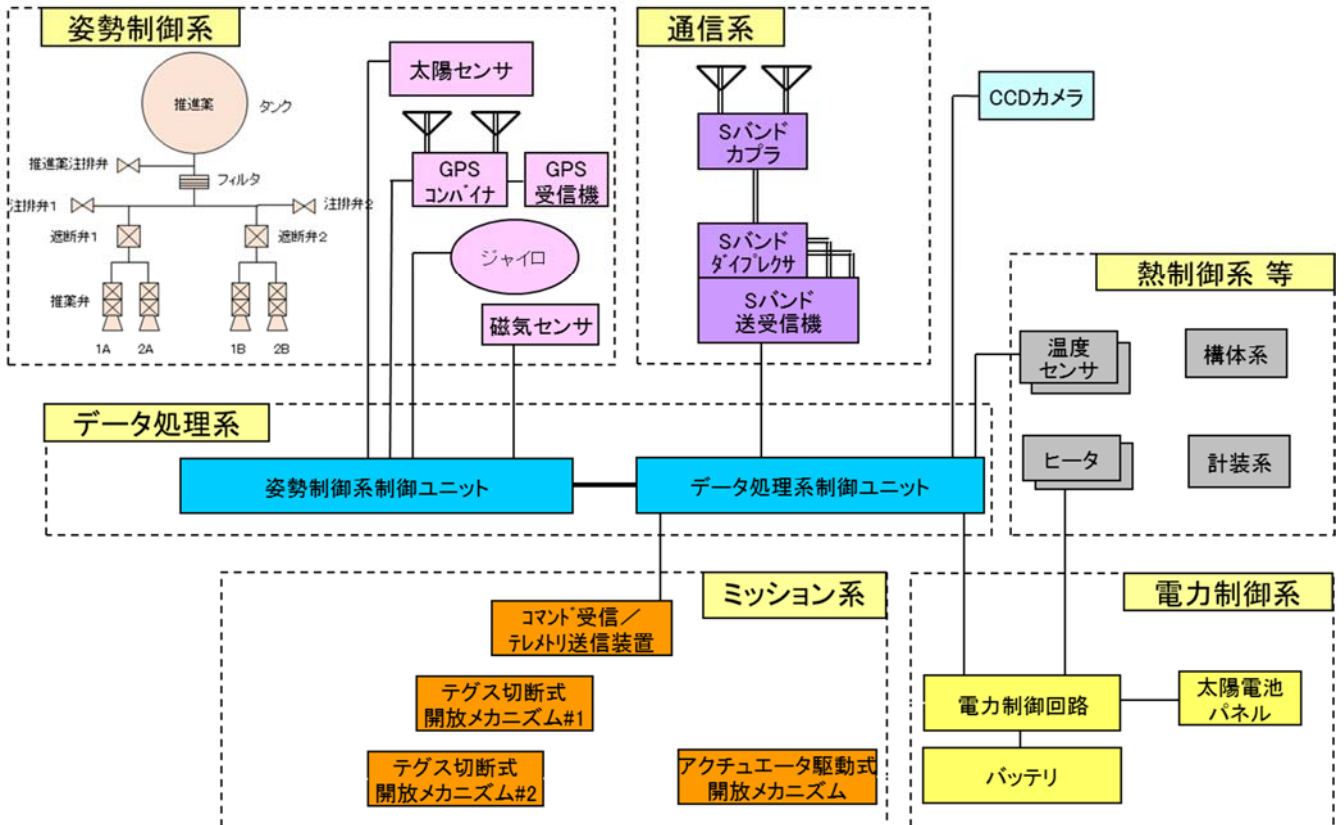 姿勢制御系
推進薬
タンク
推進薬注排弁
フィルタ
注排弁1
注排弁2
遮断弁1
遮断弁2
推薬弁
1A
2A
1B
2B
太陽センサ
GPS
コンバイナ
GPS
受信機
ジャイロ
磁気センサ
通信系
Sバンド
カプラ
Sバンド
ダイプレクサ
Sバンド
送受信機
CCDカメラ
熱制御系 等
温度
センサ
構体系
ヒータ
計装系
データ処理系
姿勢制御系制御ユニット
データ処理系制御ユニット
ミッション系
コマンド受信/
テレメトリ送信装置
テグス切断式
開放メカニズム#1
テグス切断式
開放メカニズム#2
アクチュエータ駆動式
開放メカニズム
電力制御系
電力制御回路
太陽電池
パネル
バッテリ